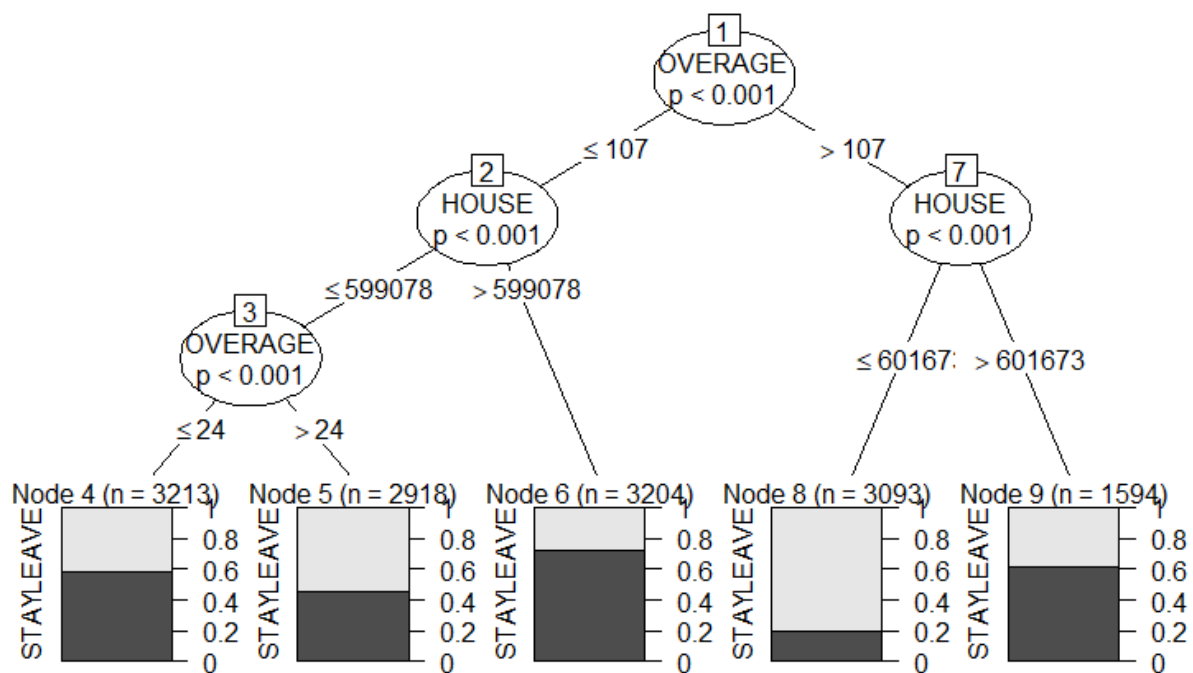 1
OVERAGE
p < 0.001
≤ 107
> 107
2
HOUSE
p < 0.001
7
HOUSE
p < 0.001
≤ 599078
> 599078
3
OVERAGE
p < 0.001
≤ 601673
> 601673
≤ 24
> 24
Node 4 (n = 3213)
Node 5 (n = 2918)
Node 6 (n = 3204)
Node 8 (n = 3093)
Node 9 (n = 1594)
STAYLEAVE
1
0.8
0.6
0.4
0.2
0
STAYLEAVE
1
0.8
0.6
0.4
0.2
0
STAYLEAVE
1
0.8
0.6
0.4
0.2
0
STAYLEAVE
1
0.8
0.6
0.4
0.2
0
STAYLEAVE
1
0.8
0.6
0.4
0.2
0